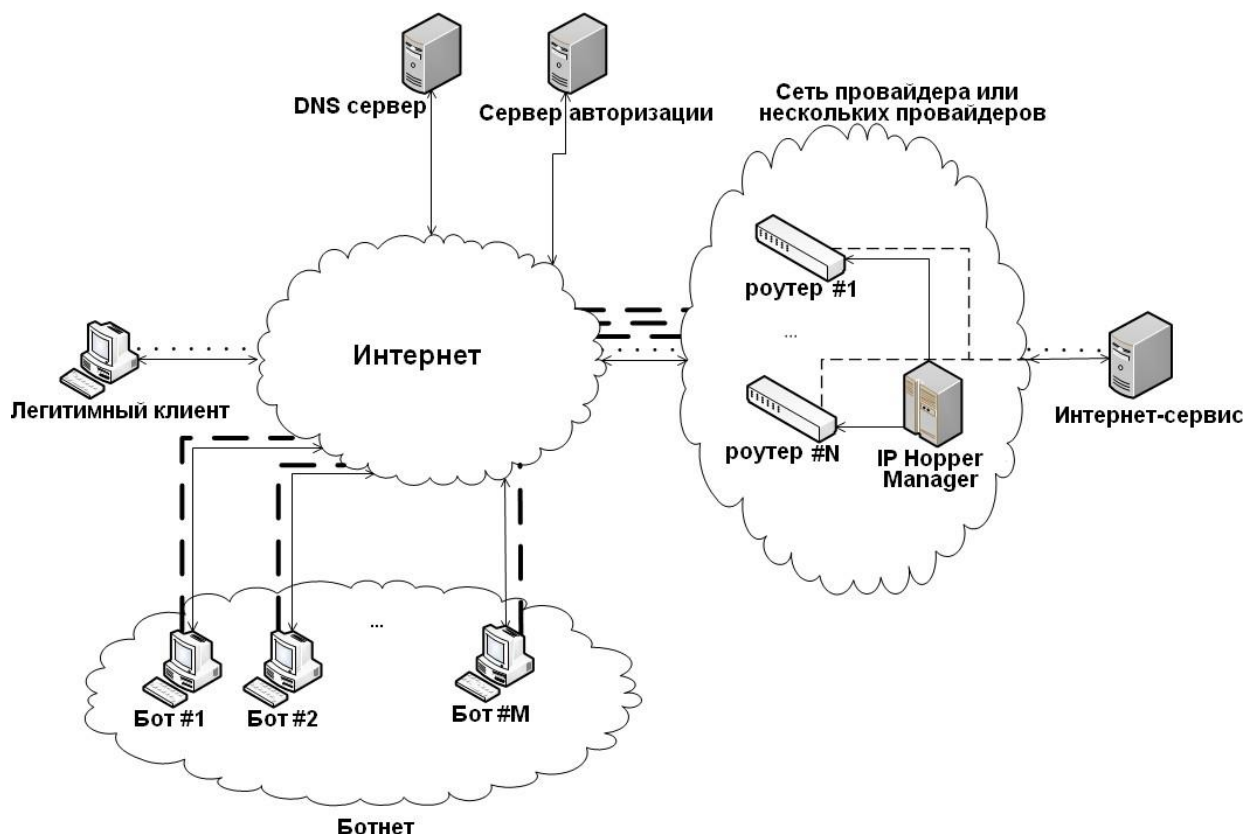 DNS сервер
Сервер авторизации
Сеть провайдера или
нескольких провайдеров
роутер #1
...
Интернет
Легитимный клиент
роутер #N
IP Hopper
Manager
Интернет-сервис
...
Бот #1
Бот #2
Бот #M
Ботнет